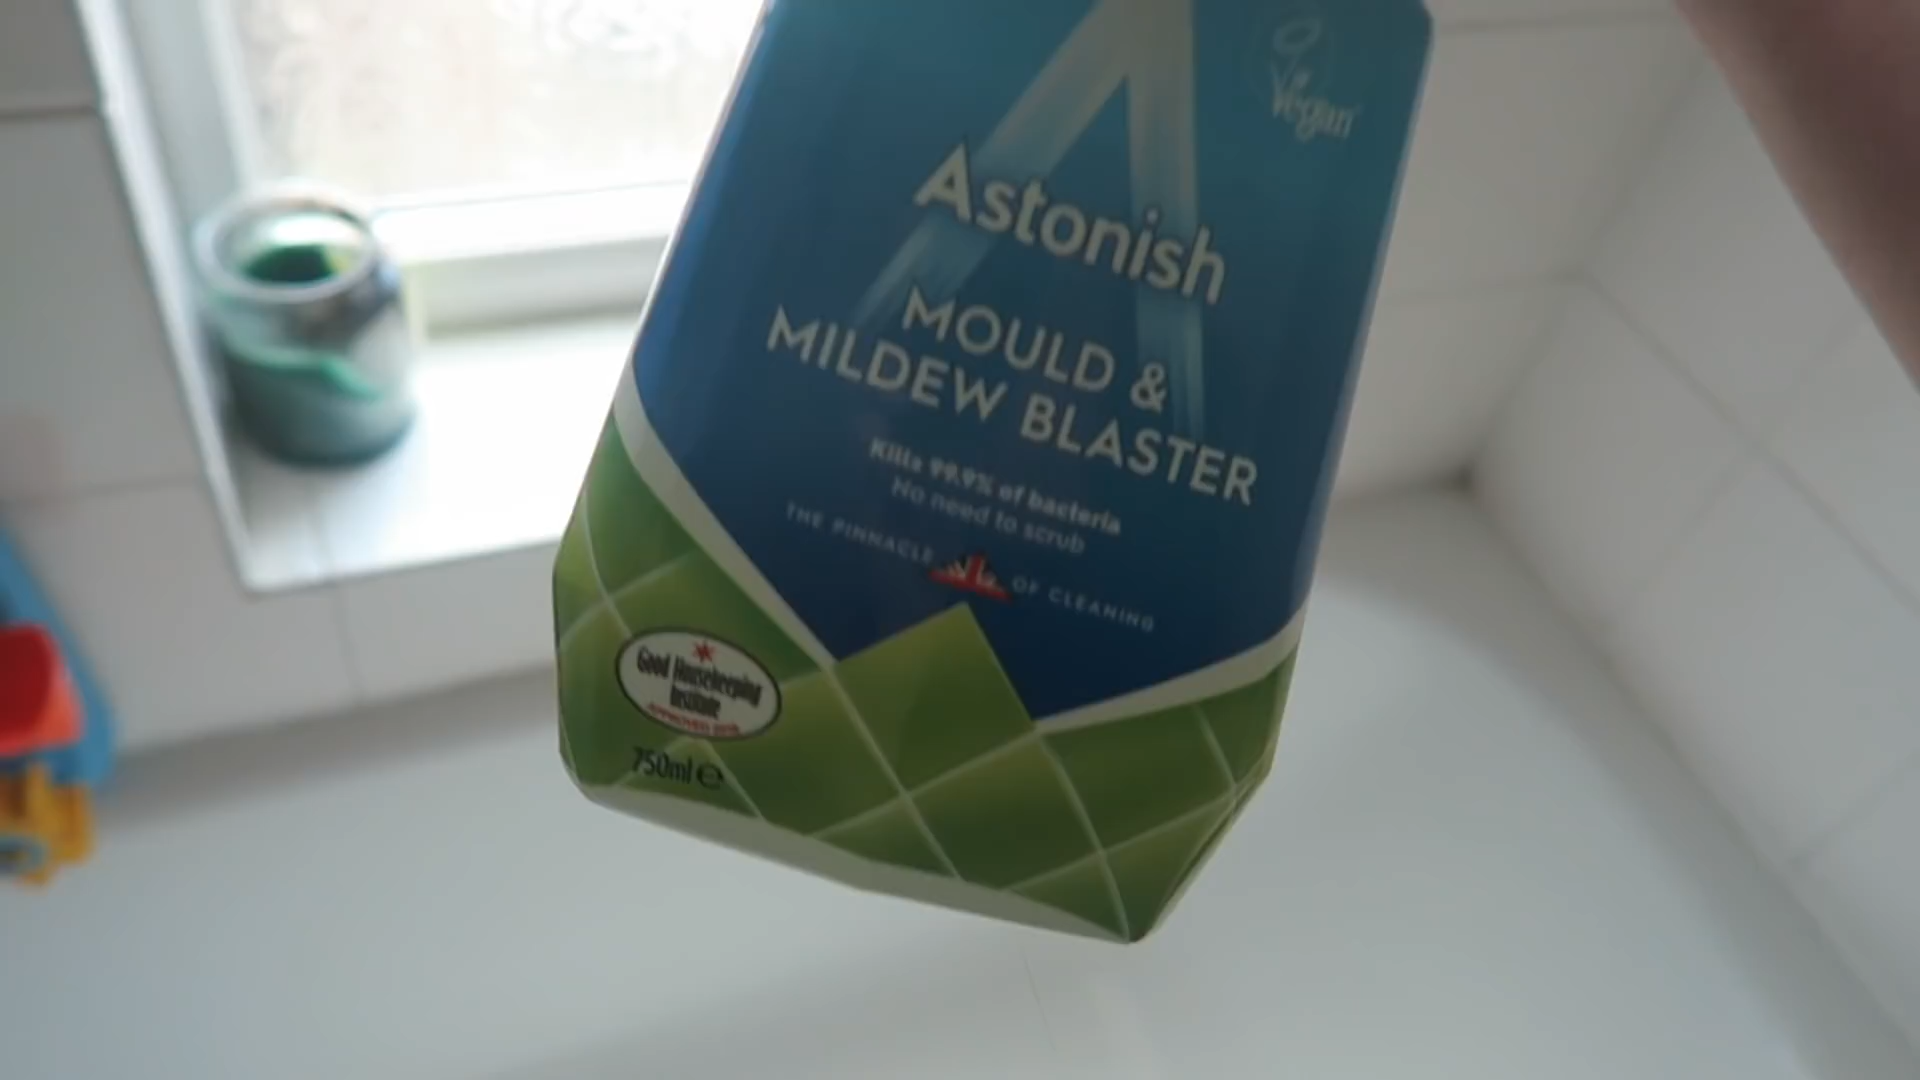 Vegan
Astonish
MOULD &
MILDEW BLASTER
Kills 99.9% of bacteria
No need to scrub
THE PINNACLE OF CLEANING
Good Housekeeping
Institute
750ml e